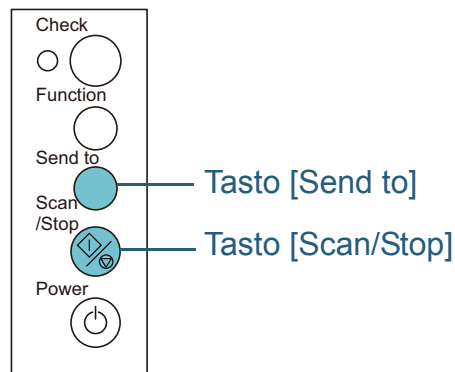 Check
Function
Send to
Tasto [Send to]
Scan
/Stop
Tasto [Scan/Stop]
Power